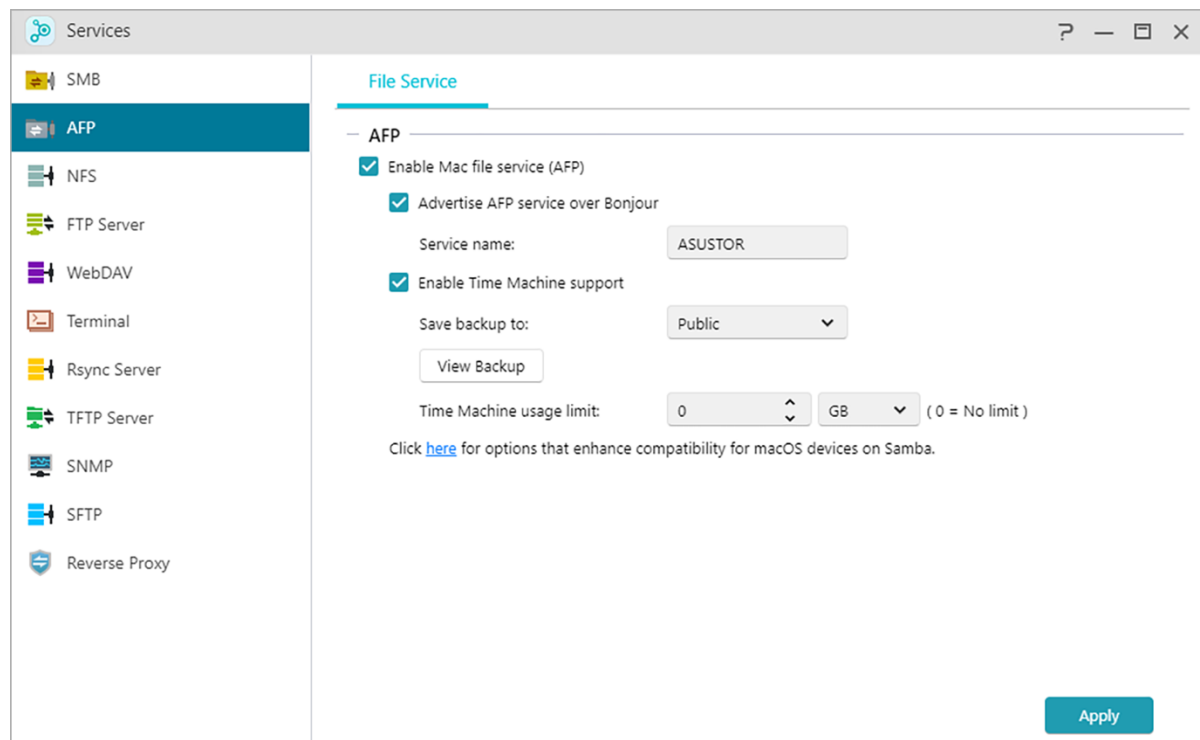 Services
SMB
AFP
NFS
FTP Server
WebDAV
Terminal
Rsync Server
TFTP Server
SNMP
SFTP
Reverse Proxy
File Service
AFP
Enable Mac file service (AFP)
Advertise AFP service over Bonjour
Service name: ASUSTOR
Enable Time Machine support
Save backup to: Public
View Backup
Time Machine usage limit: 0 GB ( 0 = No limit )
Click here for options that enhance compatibility for macOS devices on Samba.
Apply